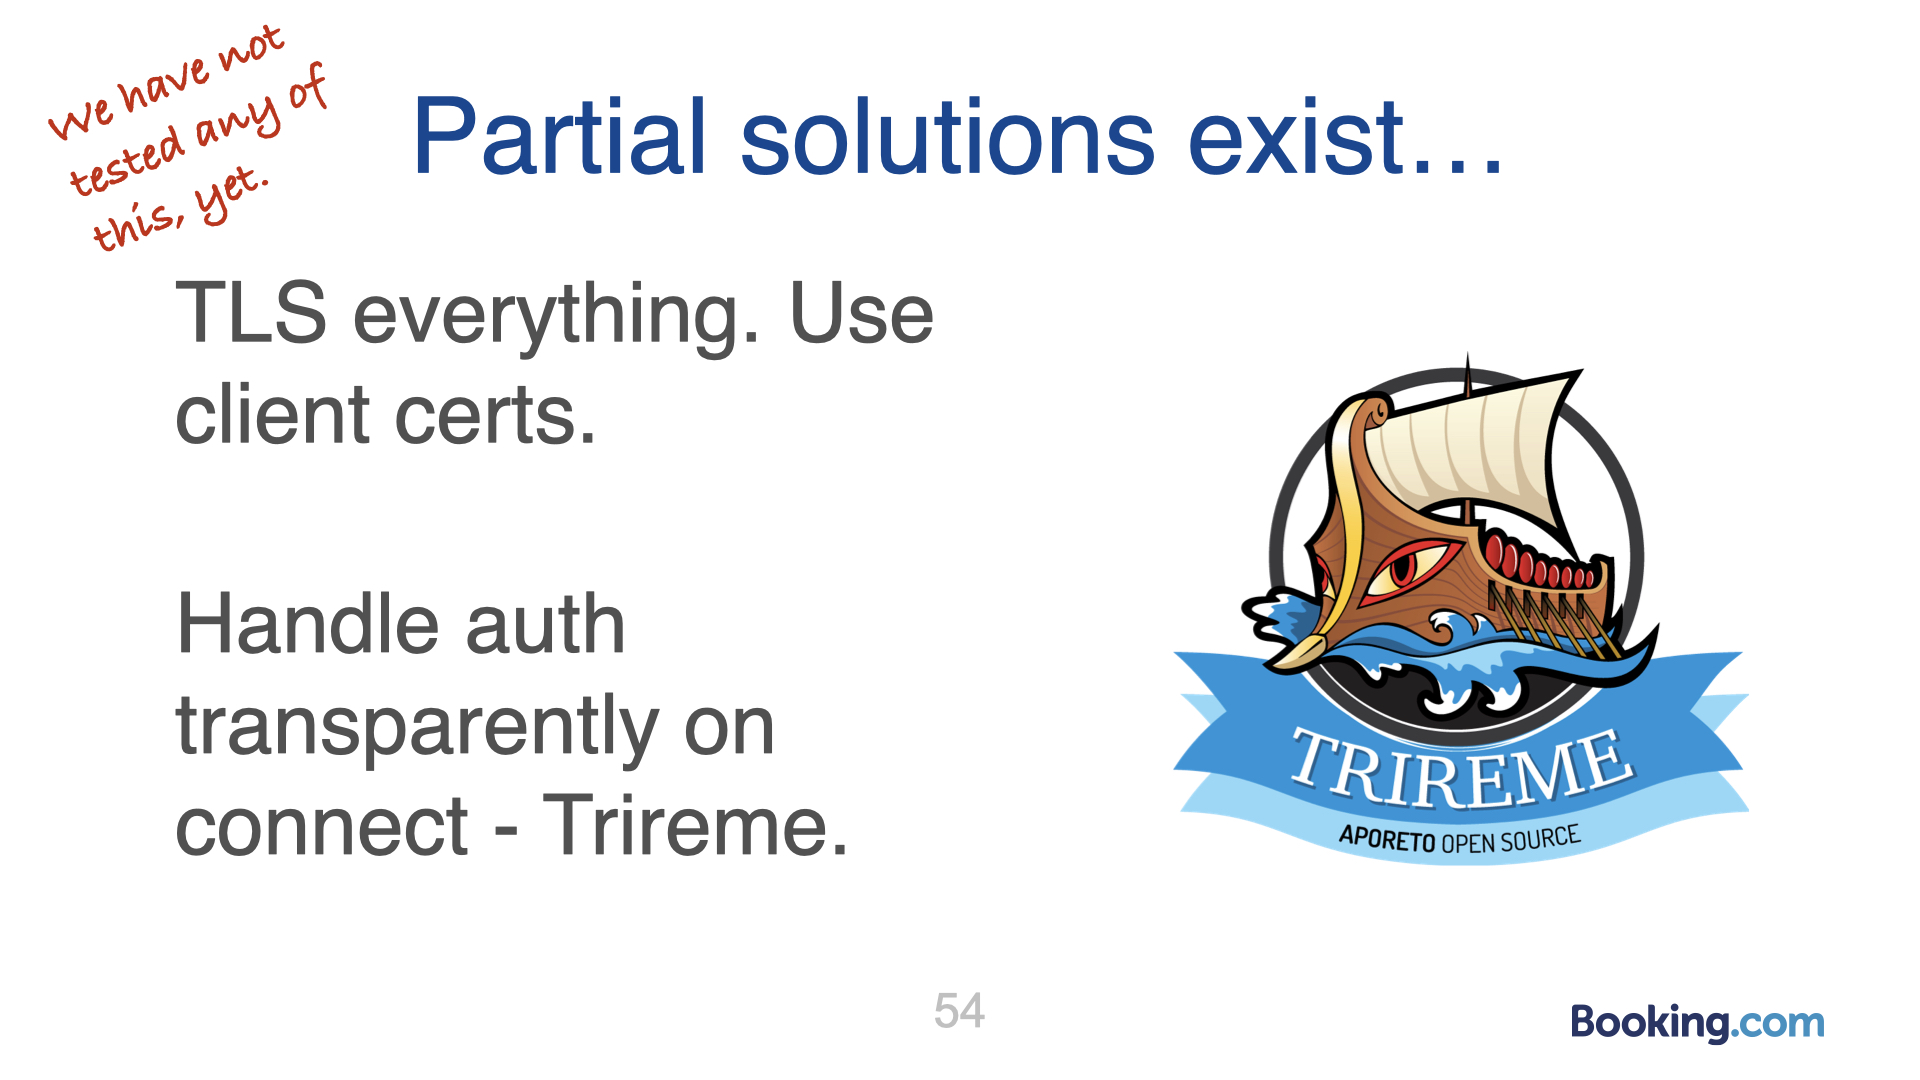 We have not
tested any of
this, yet.
Partial solutions exist…
TLS everything. Use
client certs.
Handle auth
transparently on
connect - Trireme.
TRIREME
APORETO OPEN SOURCE
54
Booking.com